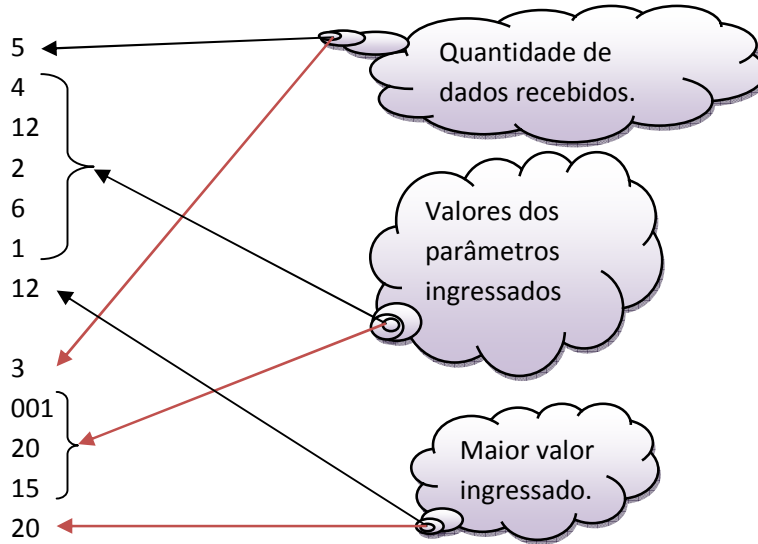 5
4
12
2
6
1
12
3
001
20
15
20
Quantidade de
dados recebidos.
Valores dos
parâmetros
ingressados
Maior valor
ingressado.